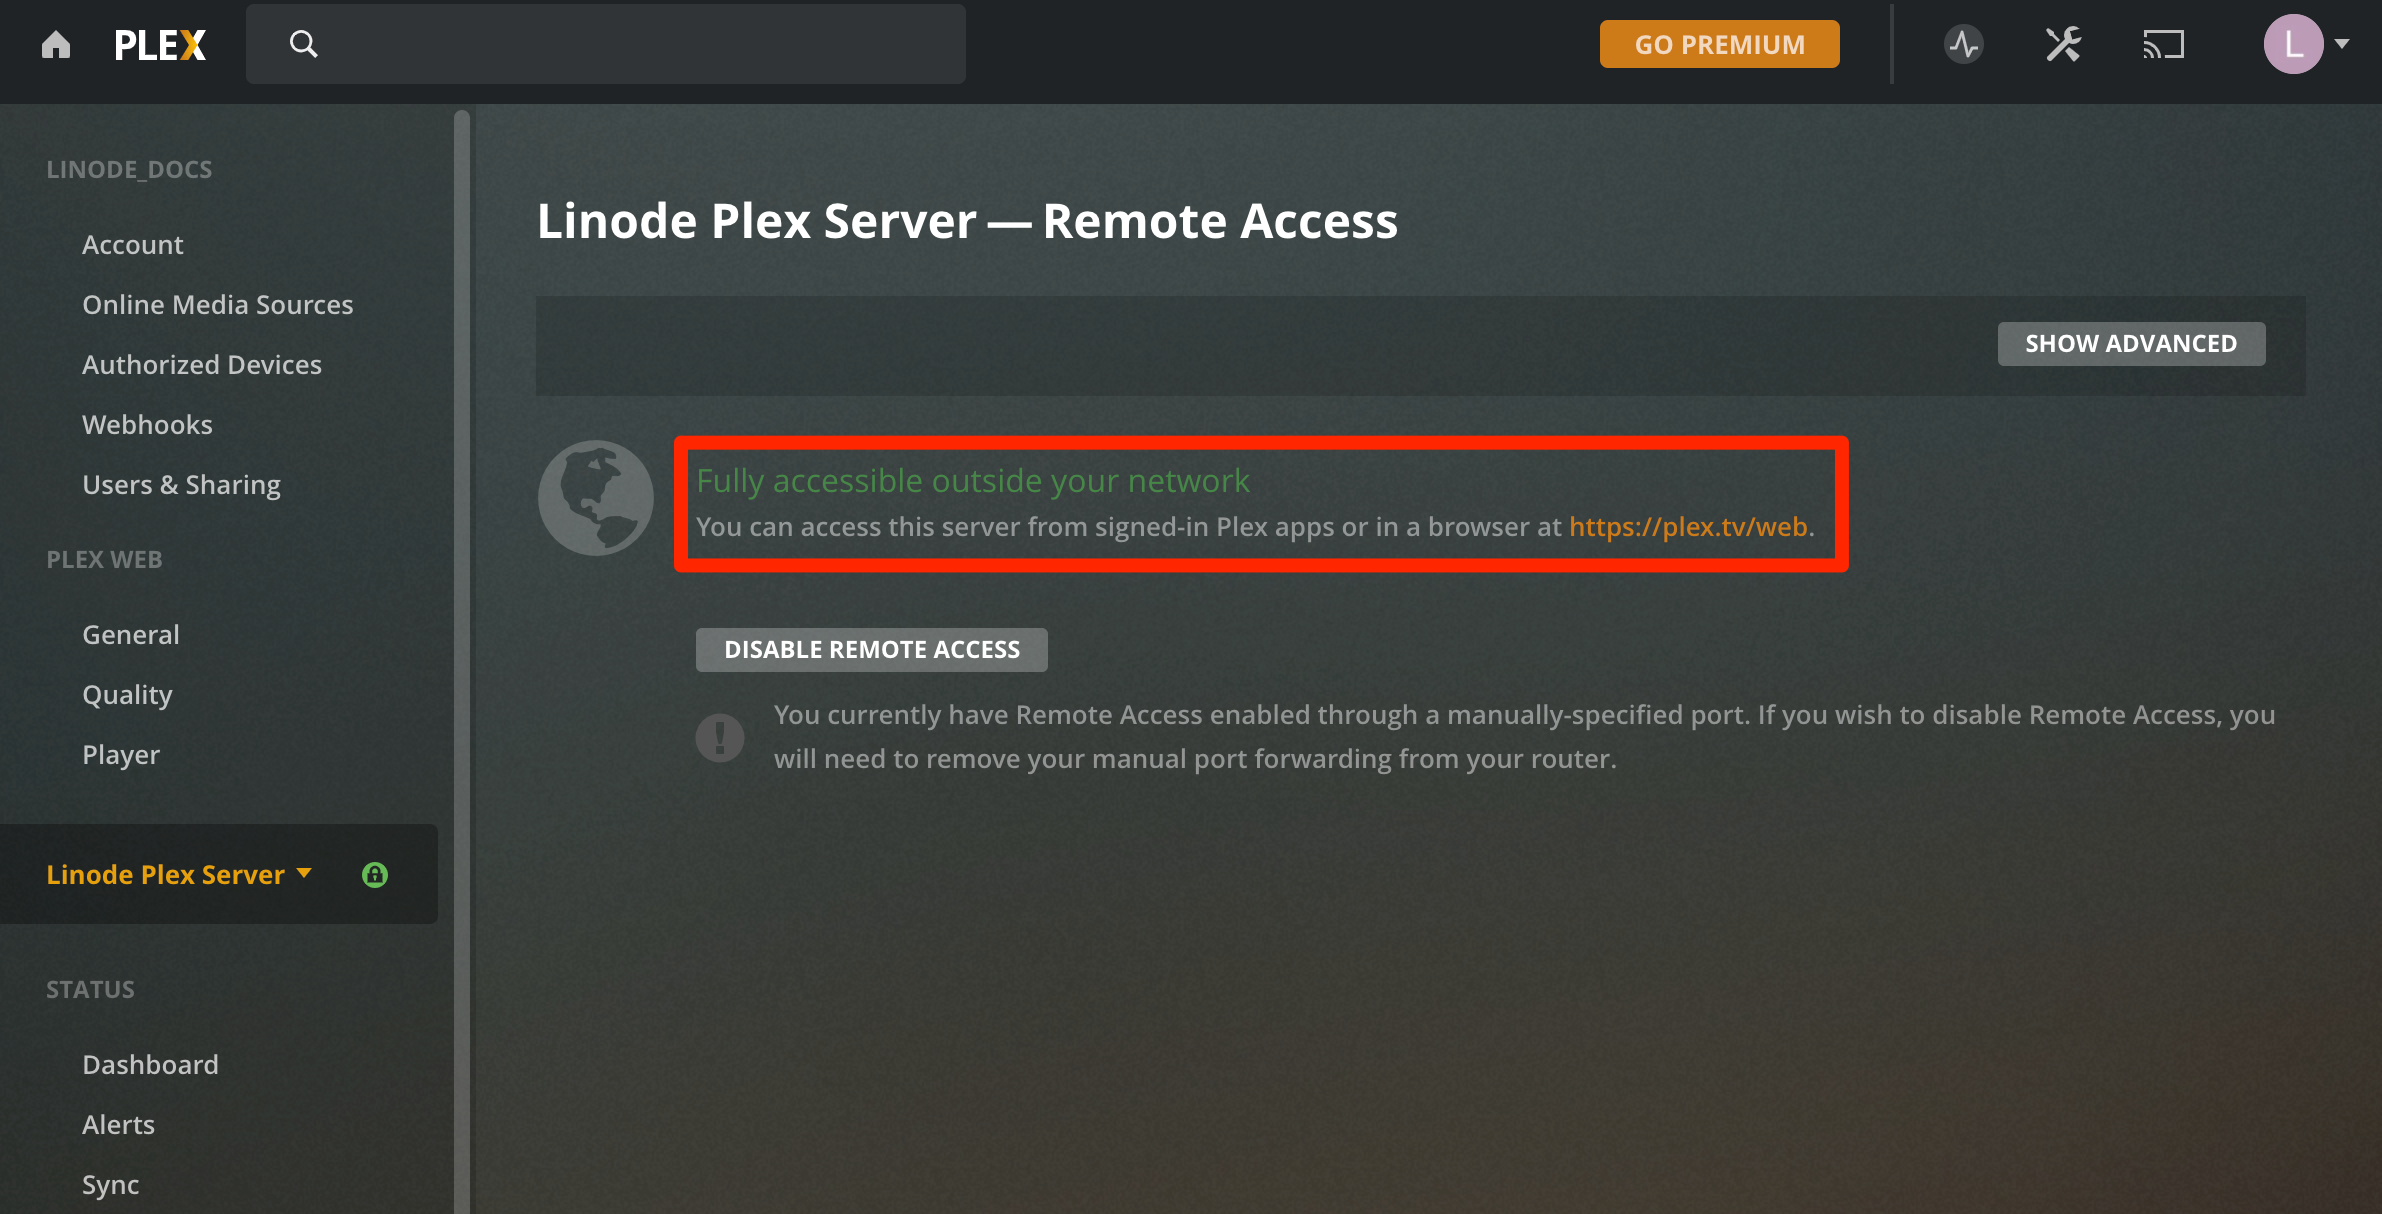 PLEX
GO PREMIUM
L
LINODE_DOCS
Account
Online Media Sources
Authorized Devices
Webhooks
Users & Sharing
PLEX WEB
General
Quality
Player
Linode Plex Server
STATUS
Dashboard
Alerts
Sync
Linode Plex Server — Remote Access
SHOW ADVANCED
Fully accessible outside your network
You can access this server from signed-in Plex apps or in a browser at https://plex.tv/web.
DISABLE REMOTE ACCESS
You currently have Remote Access enabled through a manually-specified port. If you wish to disable Remote Access, you
will need to remove your manual port forwarding from your router.